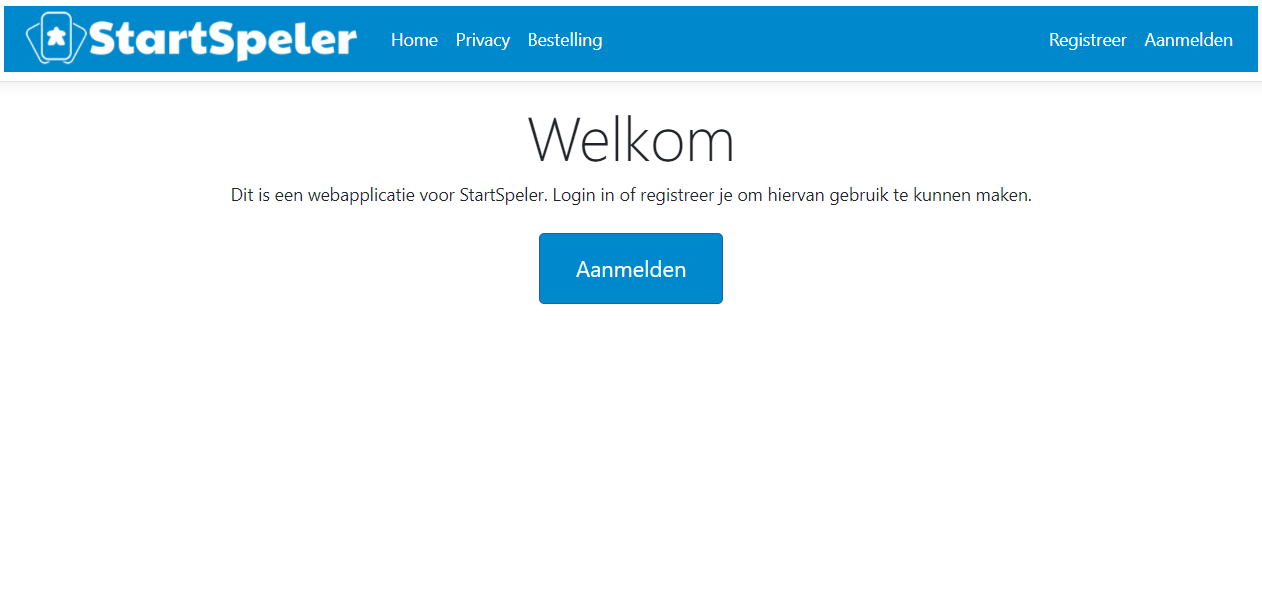 StartSpeler Home Privacy Bestelling Registreer Aanmelden
Welkom
Dit is een webapplicatie voor StartSpeler. Login in of registreer je om hiervan gebruik te kunnen maken.
Aanmelden